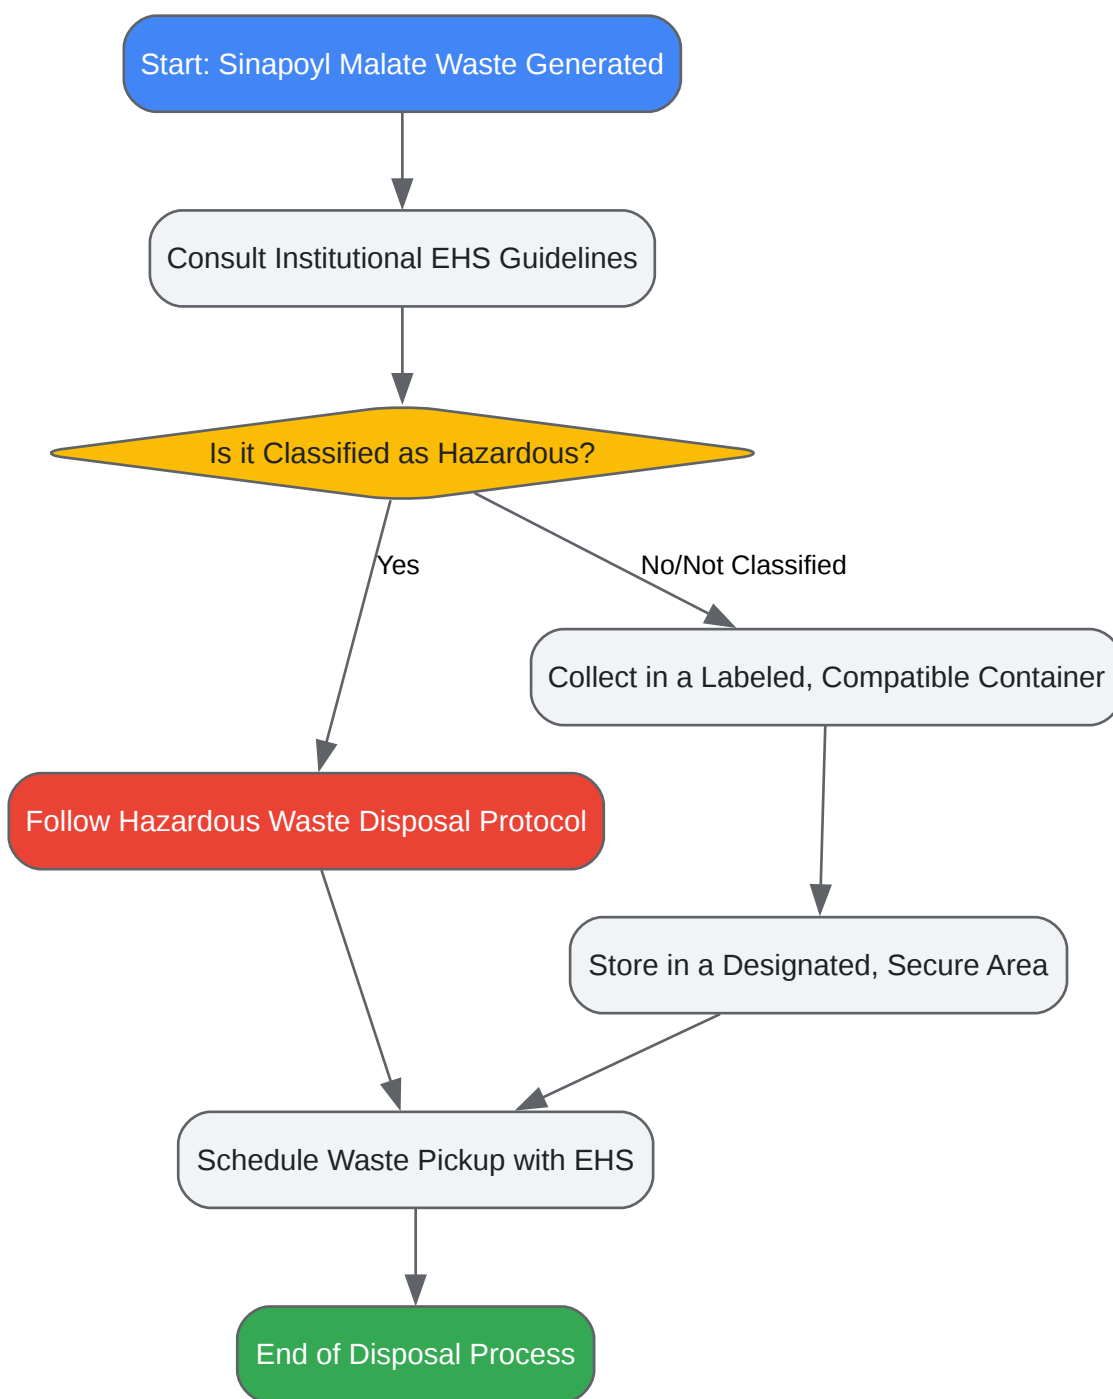 Start: Sinapoyl Malate Waste Generated
Consult Institutional EHS Guidelines
Is it Classified as Hazardous?
Yes
No/Not Classified
Collect in a Labeled, Compatible Container
Follow Hazardous Waste Disposal Protocol
Store in a Designated, Secure Area
Schedule Waste Pickup with EHS
End of Disposal Process